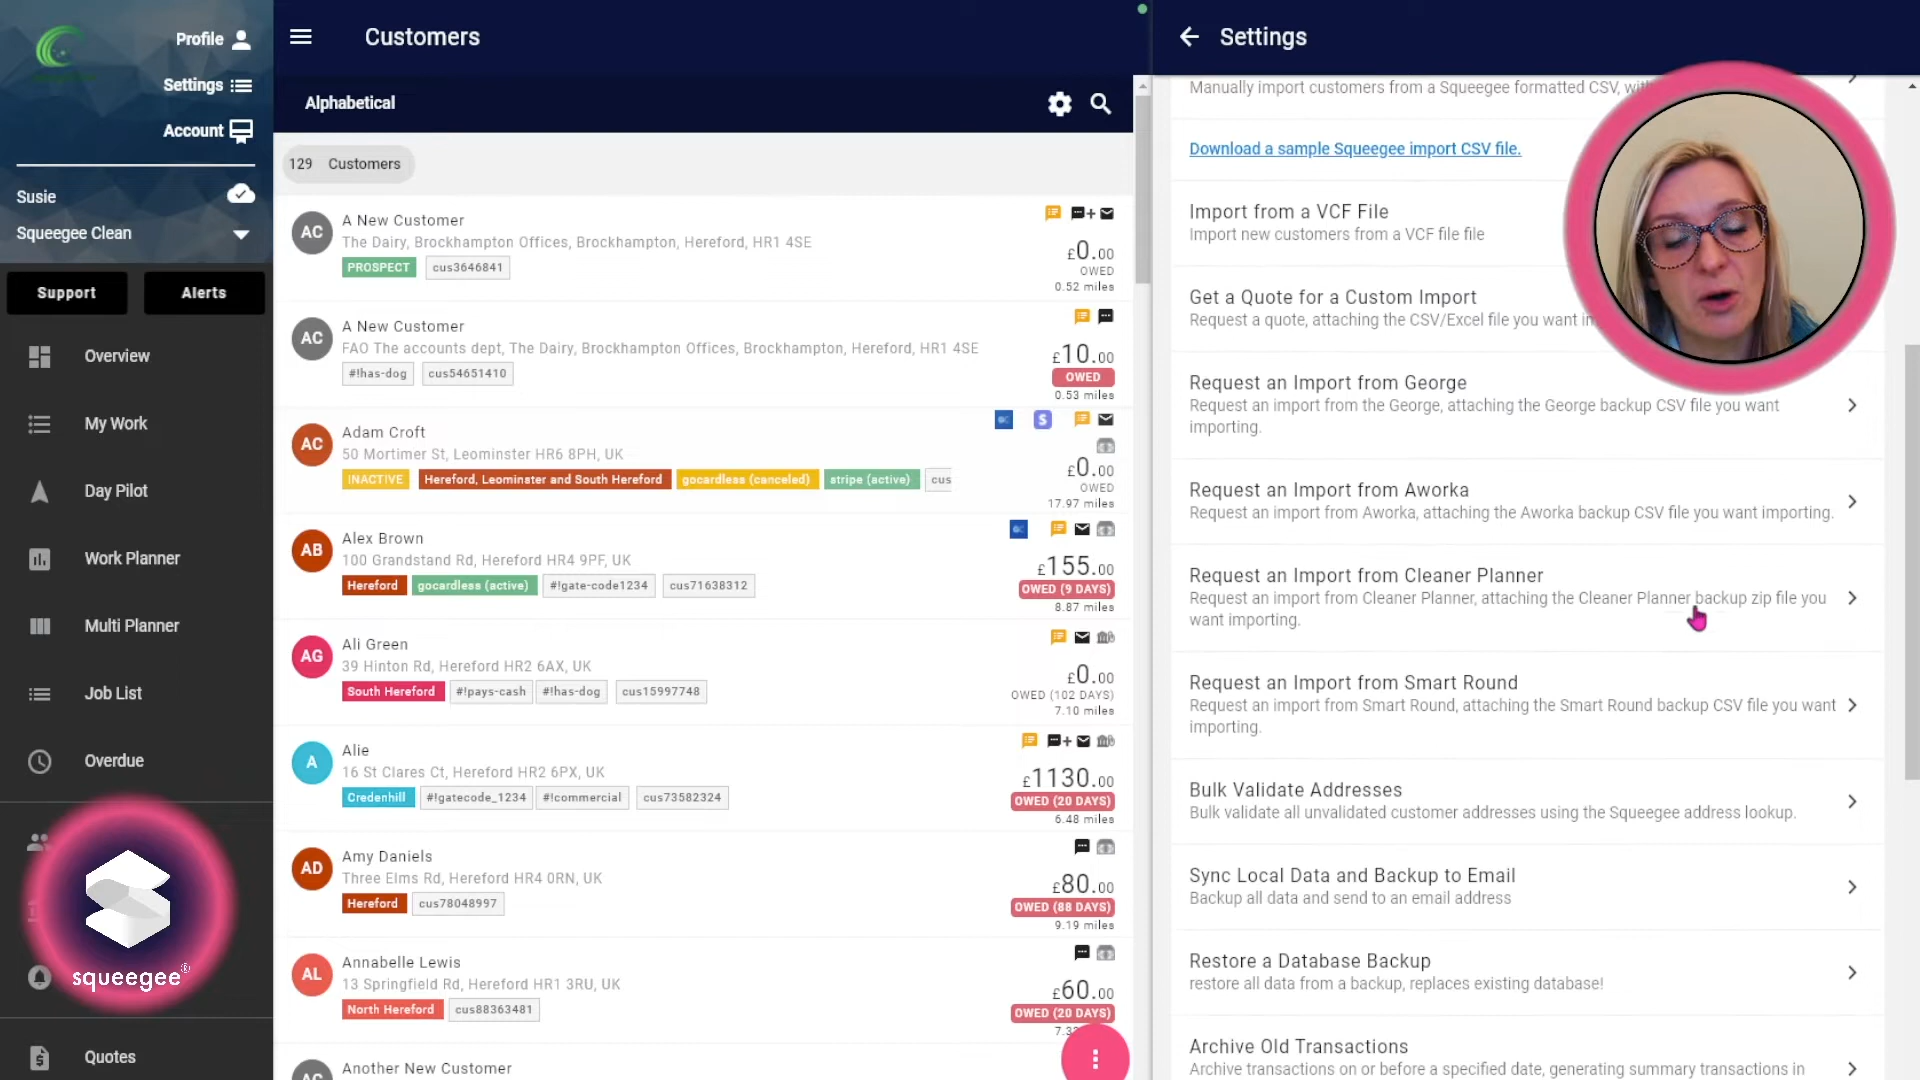 Profile
Settings
Account
Susie
Squeegee Clean
Support
Alerts
Overview
My Work
Day Pilot
Work Planner
Multi Planner
Job List
Overdue
squeegee®
Quotes
Customers
Alphabetical
129 Customers
AC
A New Customer
The Dairy, Brockhampton Offices, Brockhampton, Hereford, HR1 4SE
PROSPECT cus3646841
£0.00
OWED
0.52 miles
AC
A New Customer
FAO The accounts dept, The Dairy, Brockhampton Offices, Brockhampton, Hereford, HR1 4SE
#!has-dog cus54651410
£10.00
OWED
0.53 miles
AC
Adam Croft
50 Mortimer St, Leominster HR6 8PH, UK
INACTIVE Hereford, Leominster and South Hereford gocardless (canceled) stripe (active) cus
£0.00
OWED
17.97 miles
AB
Alex Brown
100 Grandstand Rd, Hereford HR4 9PF, UK
Hereford gocardless (active) #!gate-code1234 cus71638312
£155.00
OWED (9 DAYS)
8.87 miles
AG
Ali Green
39 Hinton Rd, Hereford HR2 6AX, UK
South Hereford #!pays-cash #!has-dog cus15997748
£0.00
OWED (102 DAYS)
7.10 miles
A
Alie
16 St Clares Ct, Hereford HR2 6PX, UK
Credenhill #!gatecode_1234 #!commercial cus73582324
£1130.00
OWED (20 DAYS)
6.48 miles
AD
Amy Daniels
Three Elms Rd, Hereford HR4 0RN, UK
Hereford cus78048997
£80.00
OWED (88 DAYS)
9.19 miles
AL
Annabelle Lewis
13 Springfield Rd, Hereford HR1 3RU, UK
North Hereford cus88363481
£60.00
OWED (20 DAYS)
Another New Customer
Settings
Manually import customers from a Squeegee formatted CSV,
Download a sample Squeegee import CSV file.
Import from a VCF File
Import new customers from a VCF file file
Get a Quote for a Custom Import
Request a quote, attaching the CSV/Excel file you want
Request an Import from George
Request an import from the George, attaching the George backup CSV file you want
importing.
Request an Import from Aworka
Request an import from Aworka, attaching the Aworka backup CSV file you want importing.
Request an Import from Cleaner Planner
Request an import from Cleaner Planner, attaching the Cleaner Planner backup zip file you
want importing.
Request an Import from Smart Round
Request an import from Smart Round, attaching the Smart Round backup CSV file you want
importing.
Bulk Validate Addresses
Bulk validate all unvalidated customer addresses using the Squeegee address lookup.
Sync Local Data and Backup to Email
Backup all data and send to an email address
Restore a Database Backup
restore all data from a backup, replaces existing database!
Archive Old Transactions
Archive transactions on or before a specified date, generating summary transactions in